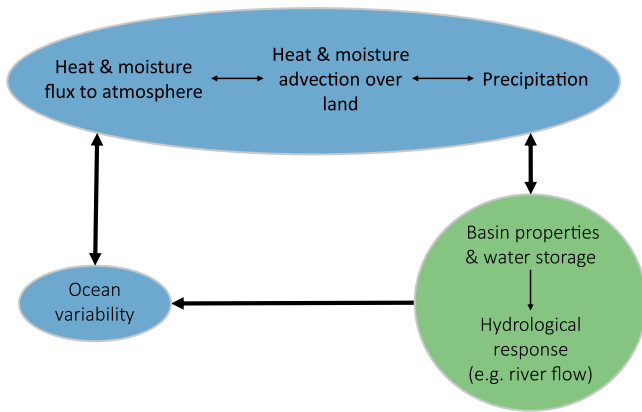 Heat & moisture
flux to atmosphere
Heat & moisture
advection over
land
Precipitation
Basin properties
& water storage
Hydrological
response
(e.g. river flow)
Ocean
variability